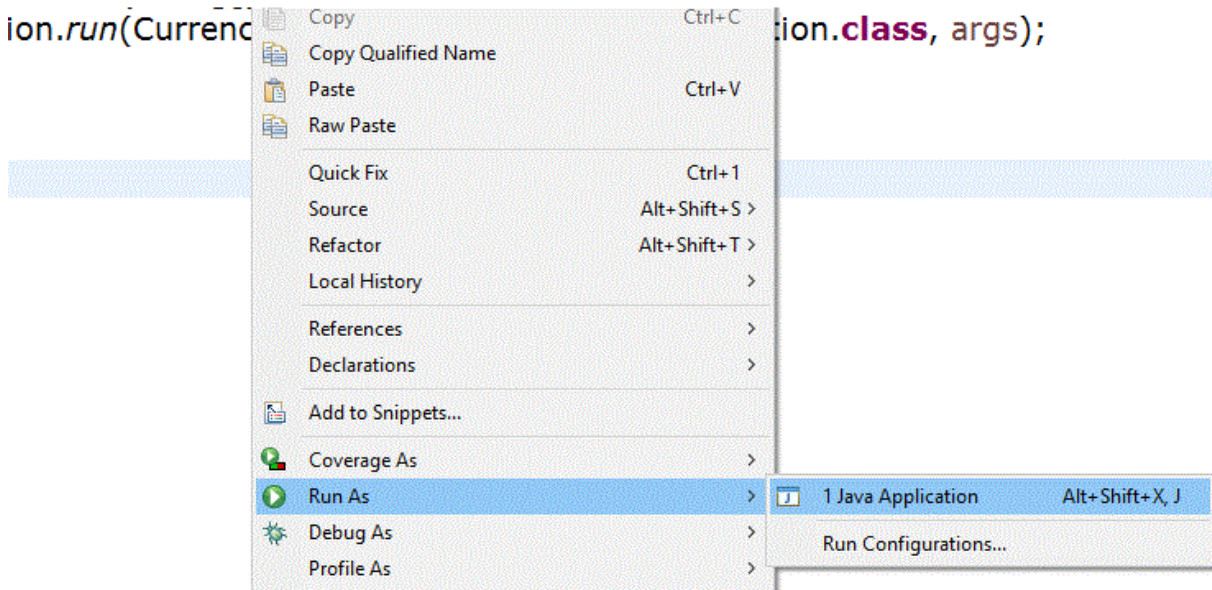 Copy Ctrl+C
ion.run(Currenc tion.class, args);
Copy Qualified Name
Paste Ctrl+V
Raw Paste
Quick Fix Ctrl+1
Source Alt+Shift+S >
Refactor Alt+Shift+T >
Local History >
References >
Declarations >
Add to Snippets...
Coverage As >
Run As > 1 Java Application Alt+Shift+X, J
Debug As >
Run Configurations...
Profile As >